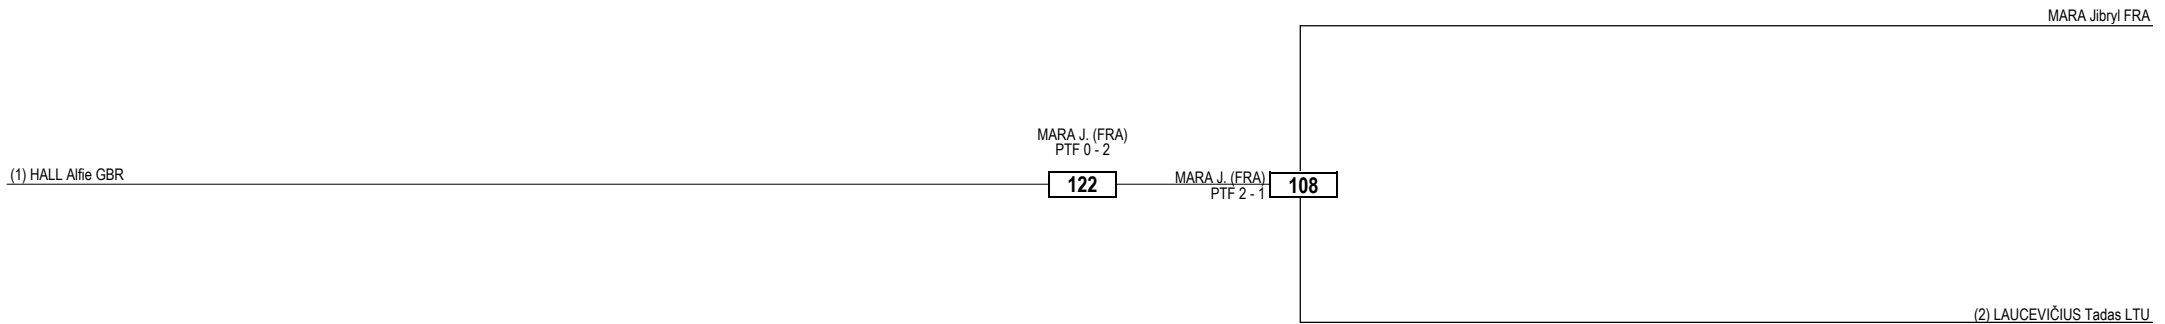 MARA Jibryl FRA
MARA J. (FRA)
PTF 0 - 2
(1) HALL Alfie GBR
122
MARA J. (FRA)
PTF 2 - 1
108
(2) LAUCEVIČIUS Tadas LTU